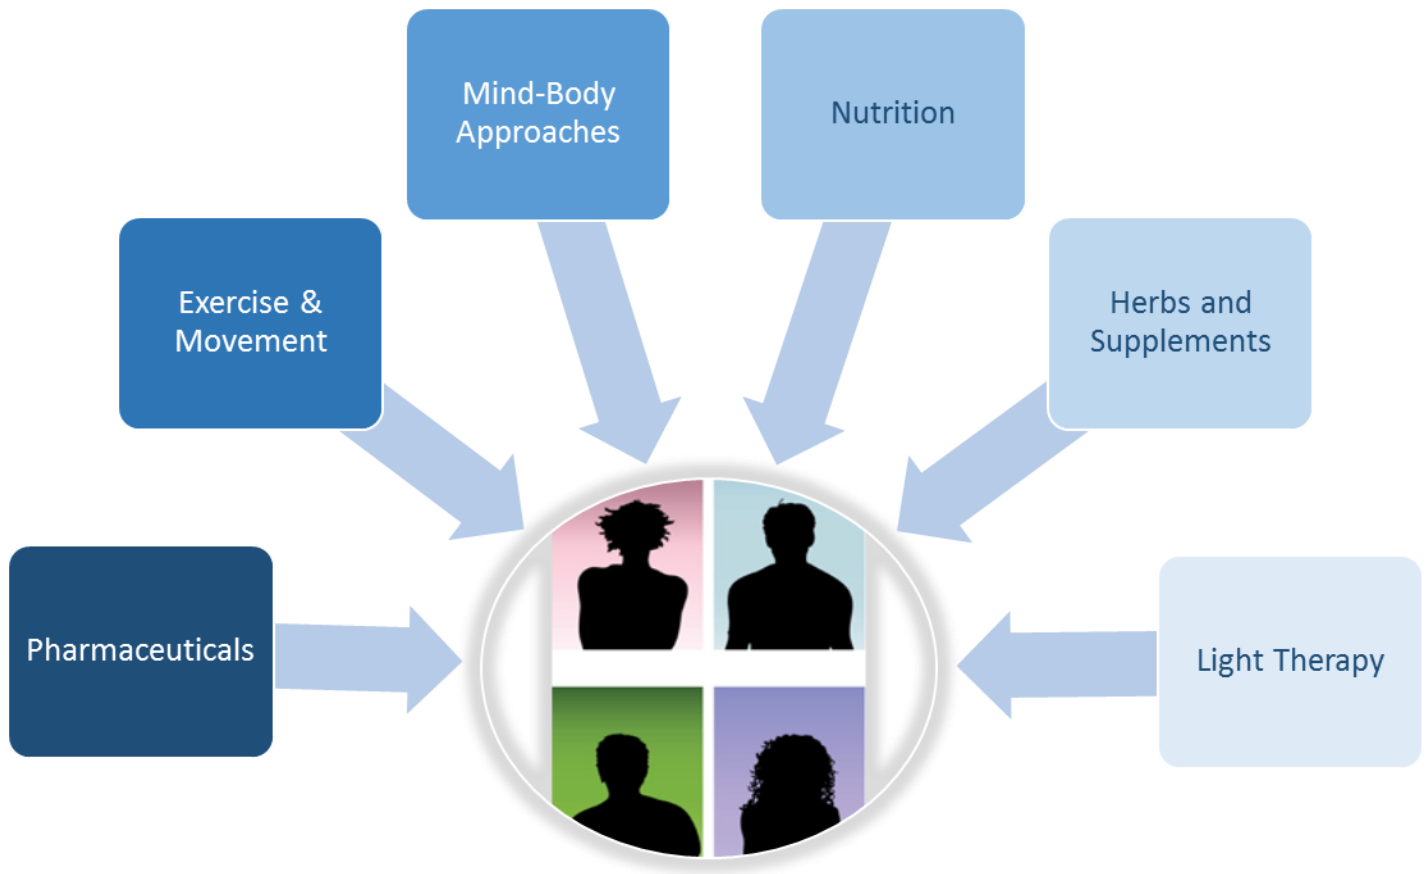 Mind-Body
Approaches
Nutrition
Exercise &
Movement
Herbs and
Supplements
Pharmaceuticals
Light Therapy